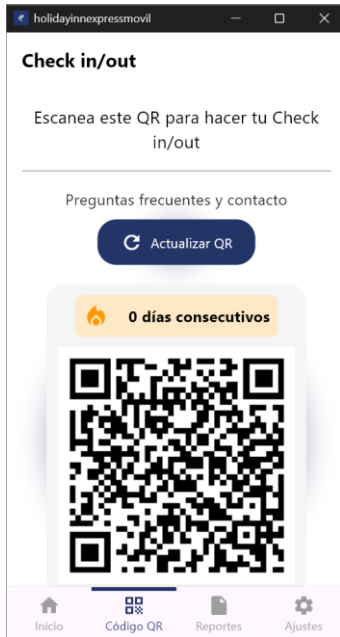 holidayinnexpressmovil
Check in/out
Escanea este QR para hacer tu Check
in/out
Preguntas frecuentes y contacto
Actualizar QR
0 días consecutivos
Inicio
Código QR
Reportes
Ajustes